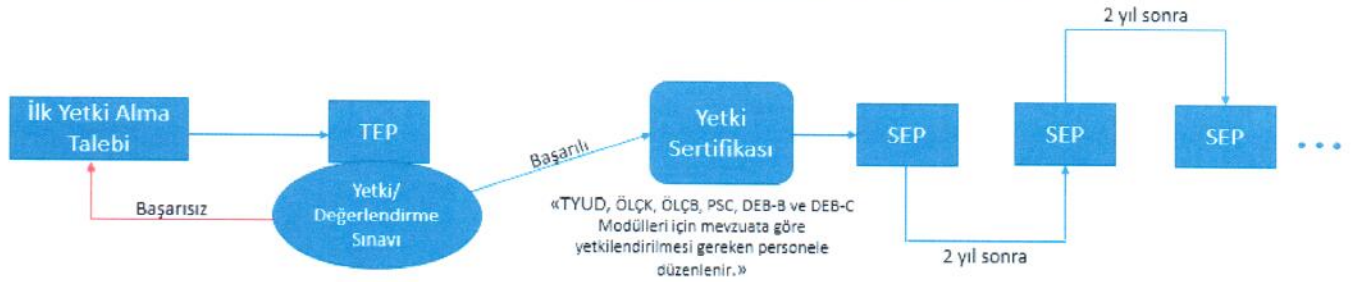 2 yıl sonra
İlk Yetki Alma
Talebi
TEP
Yetki
Sertifikası
SEP
SEP
SEP
...
Başarılı
Başarısız
Yetki/
Değerlendirme
Sınavı
«TYUD, ÖLÇK, ÖLÇB, PSC, DEB-B ve DEB-C
Modülleri için mevzuata göre
yetkilendirilmesi gereken personele
düzenlenir.»
2 yıl sonra